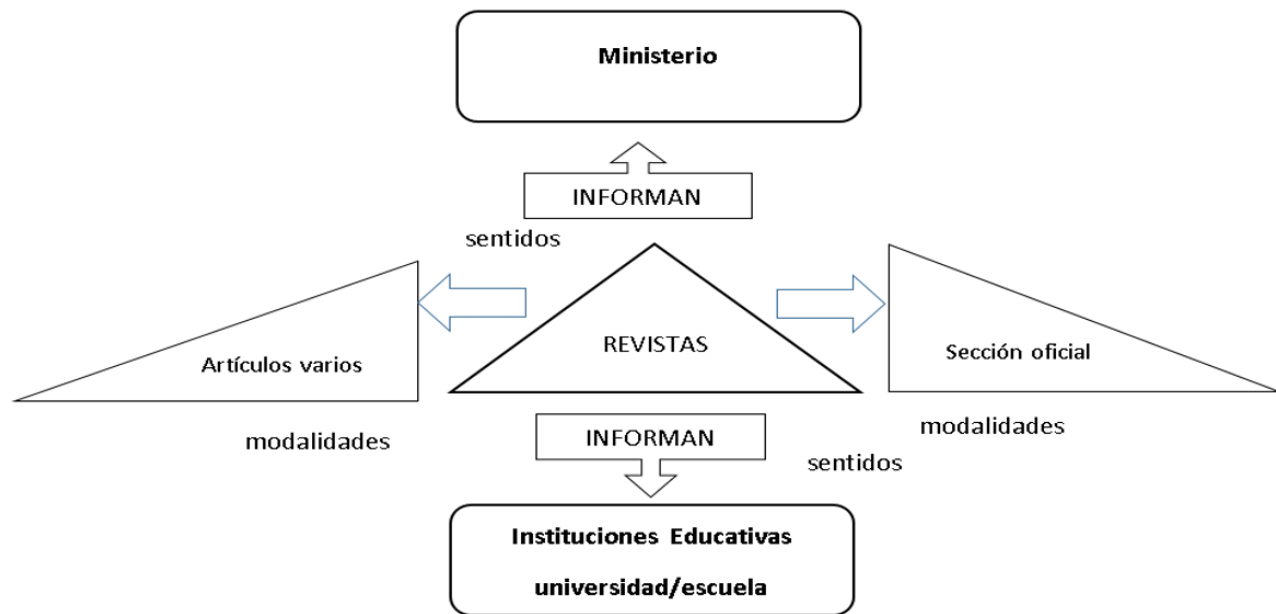 Ministerio
INFORMAN
sentidos
REVISTAS
Artículos varios
Sección oficial
modalidades
modalidades
INFORMAN
sentidos
Instituciones Educativas
universidad/escuela